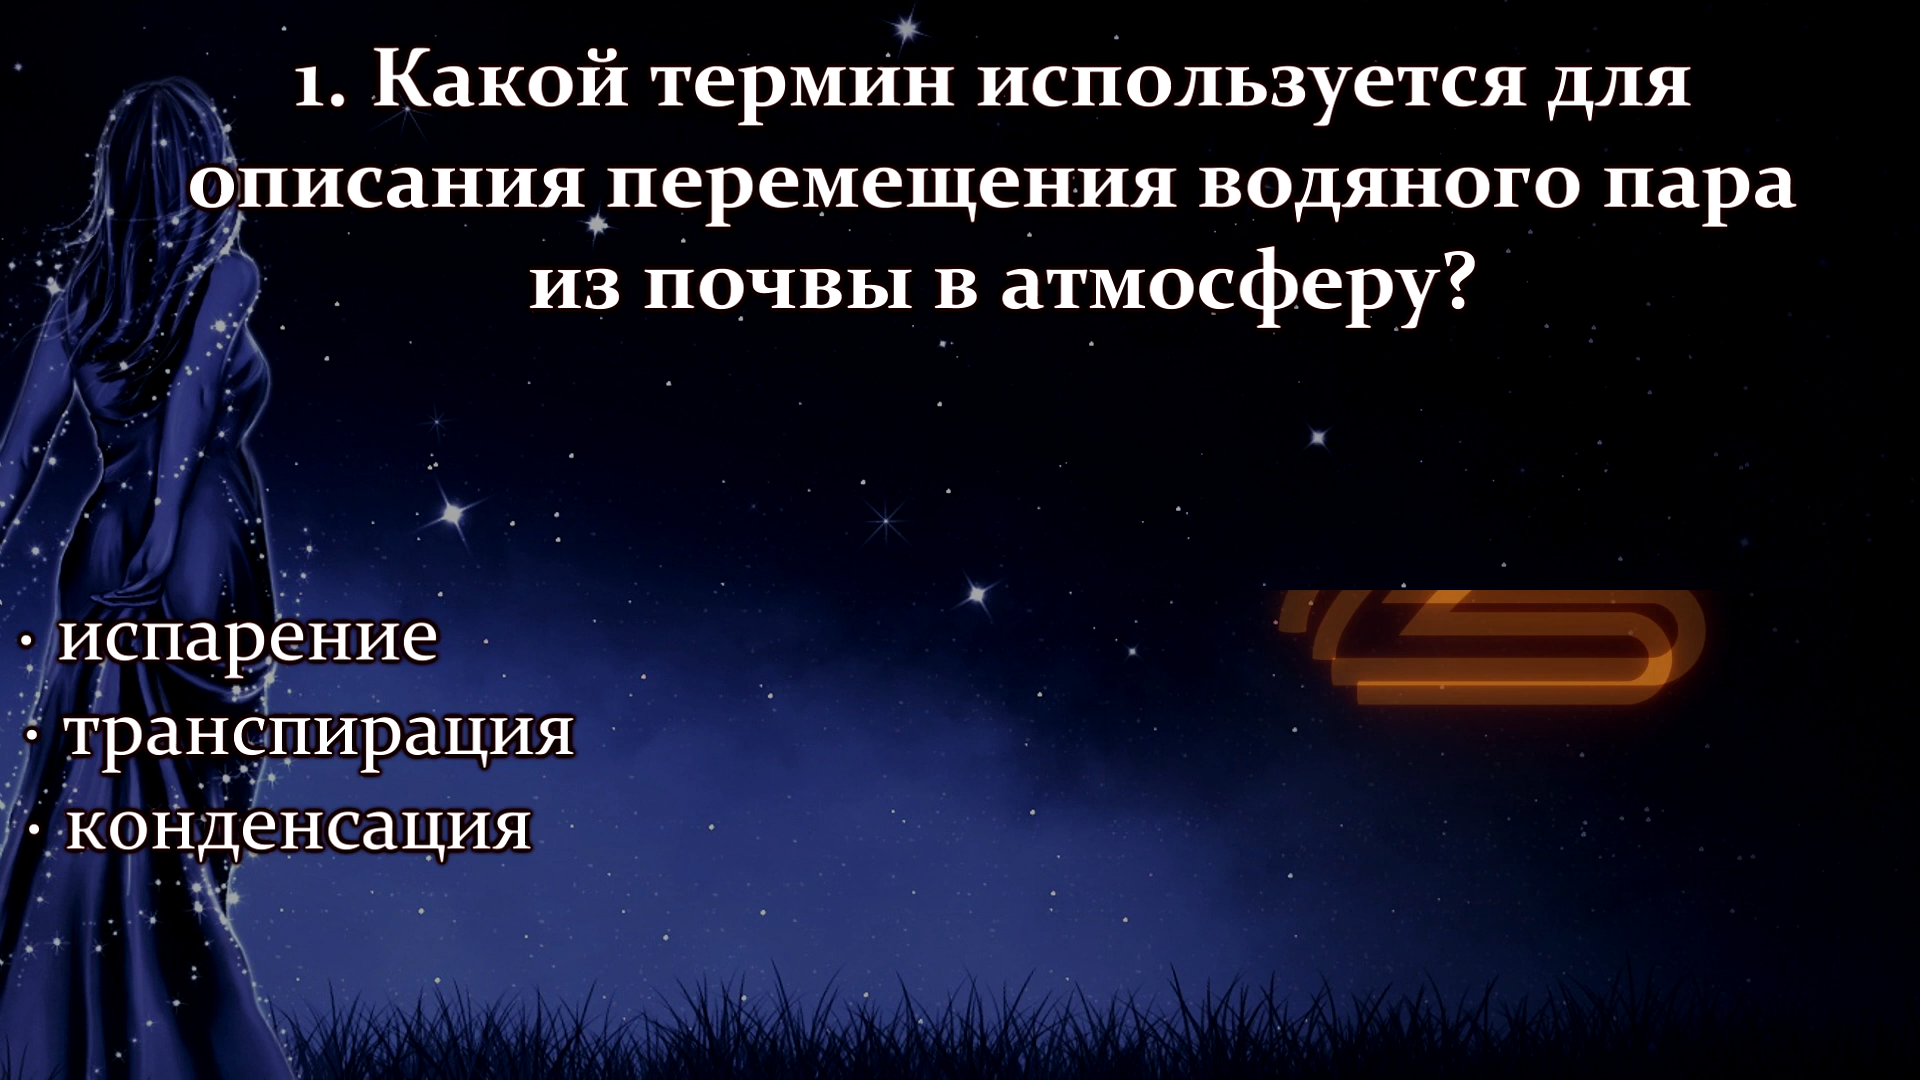 1. Какой термин используется для
описания перемещения водяного пара
из почвы в атмосферу?
· испарение
· транспирация
· конденсация